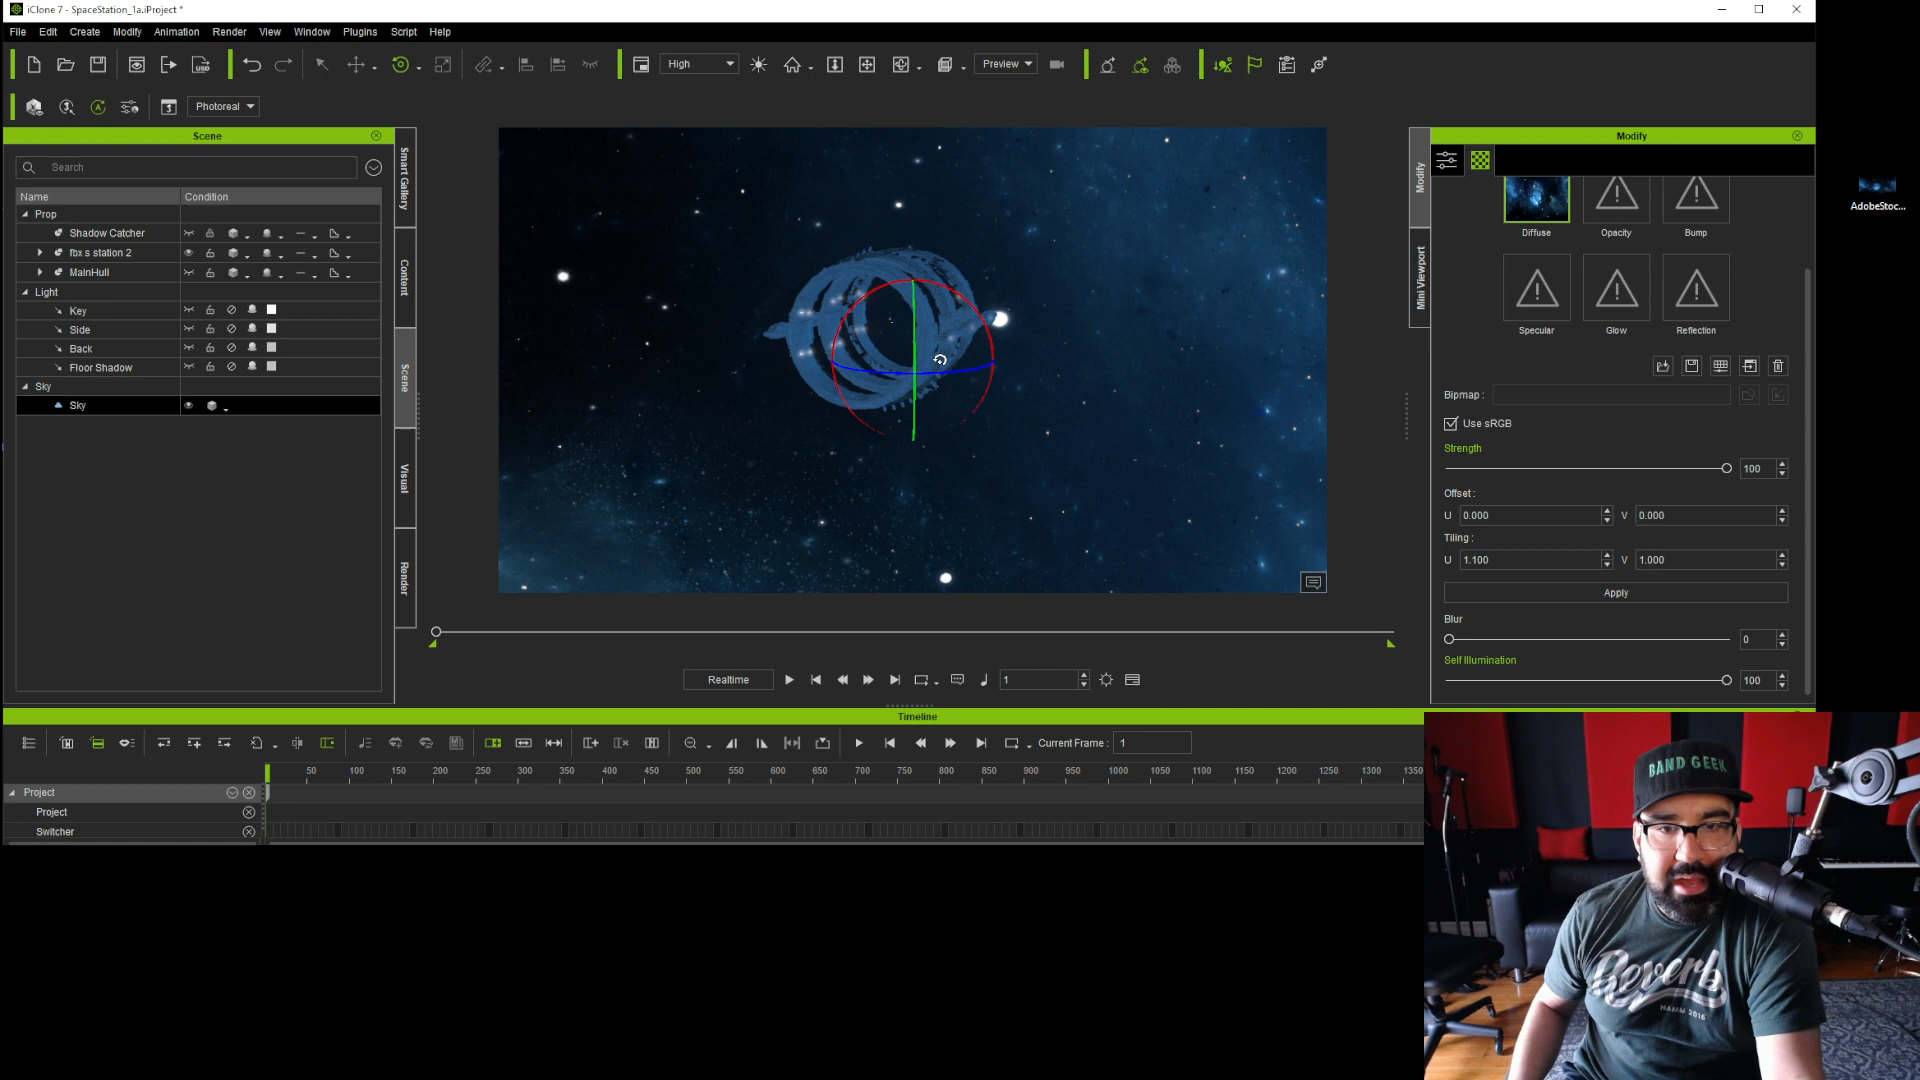 iClone 7 - SpaceStation_1a.iProject *
File Edit Create Modify Animation Render View Window Plugins Script Help
High
Preview
Photoreal
Scene
Search
Name Condition
Prop
Shadow Catcher
fbx s station 2
MainHull
Light
Key
Side
Back
Floor Shadow
Sky
Sky
Smart Gallery
Content
Scene
Visual
Render
Modify
Mini Viewport
Modify
Diffuse Opacity Bump
Specular Glow Reflection
Bipmap :
Use sRGB
Strength
100
Offset :
U 0.000 V 0.000
Tiling :
U 1.100 V 1.000
Apply
Blur
0
Self Illumination
100
AdobeStoc...
Realtime
1
Timeline
Current Frame : 1
50 100 150 200 250 300 350 400 450 500 550 600 650 700 750 800 850 900 950 1000 1050 1100 1150 1200 1250 1300 1350
Project
Project
Switcher
BAND GEEK
Reverb
NAMM 2016